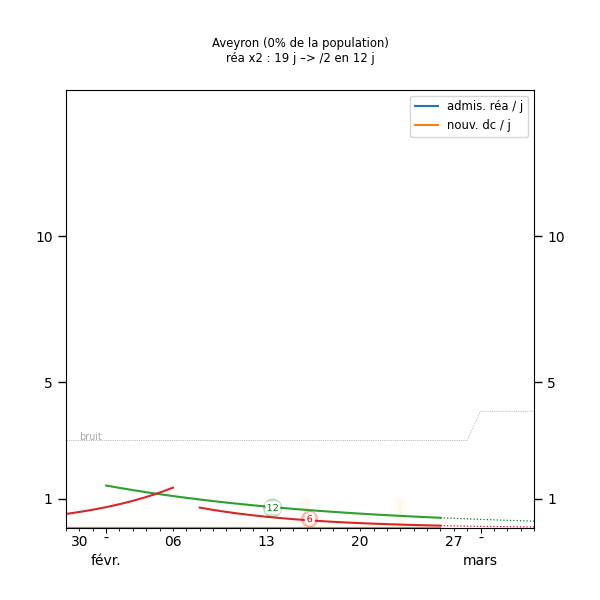 Aveyron (0% de la population)
réa x2 : 19 j –> /2 en 12 j
admis. réa / j
nouv. dc / j
10 10
5 5
bruit
1 1
12
6
30 - 06 13 20 27 -
févr. mars